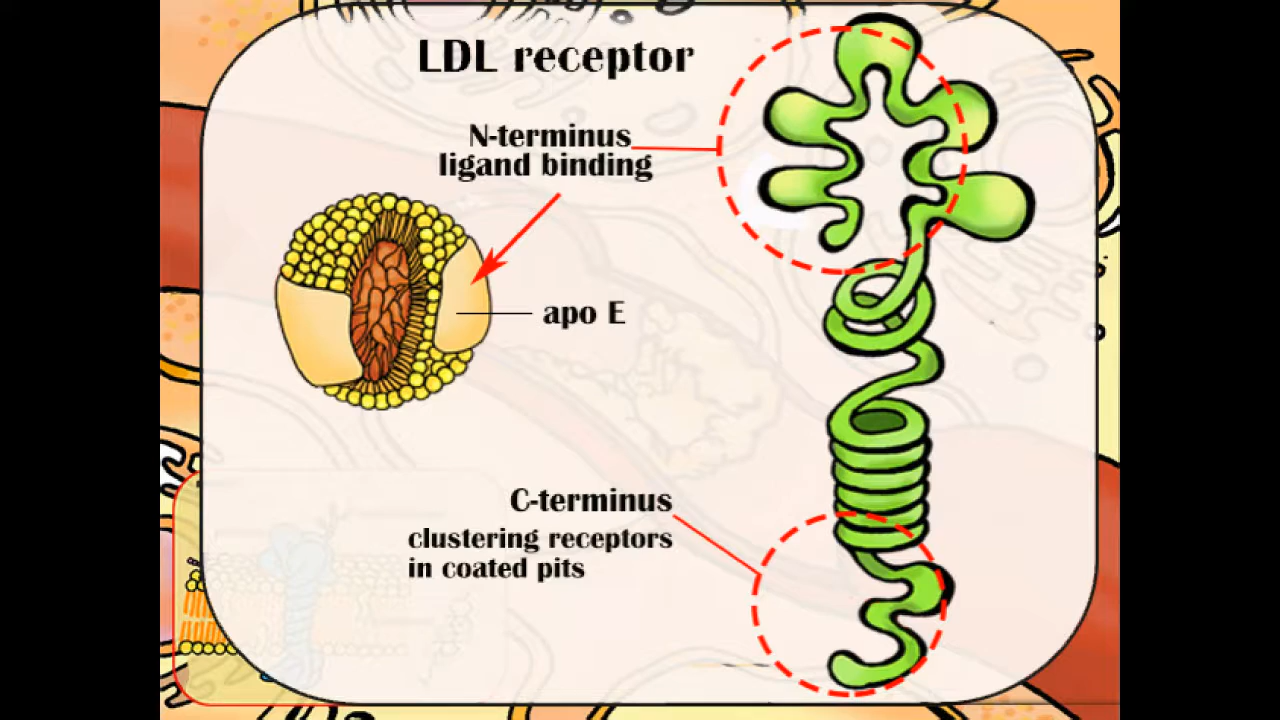 LDL receptor
N-terminus
ligand binding
apo E
C-terminus
clustering receptors
in coated pits